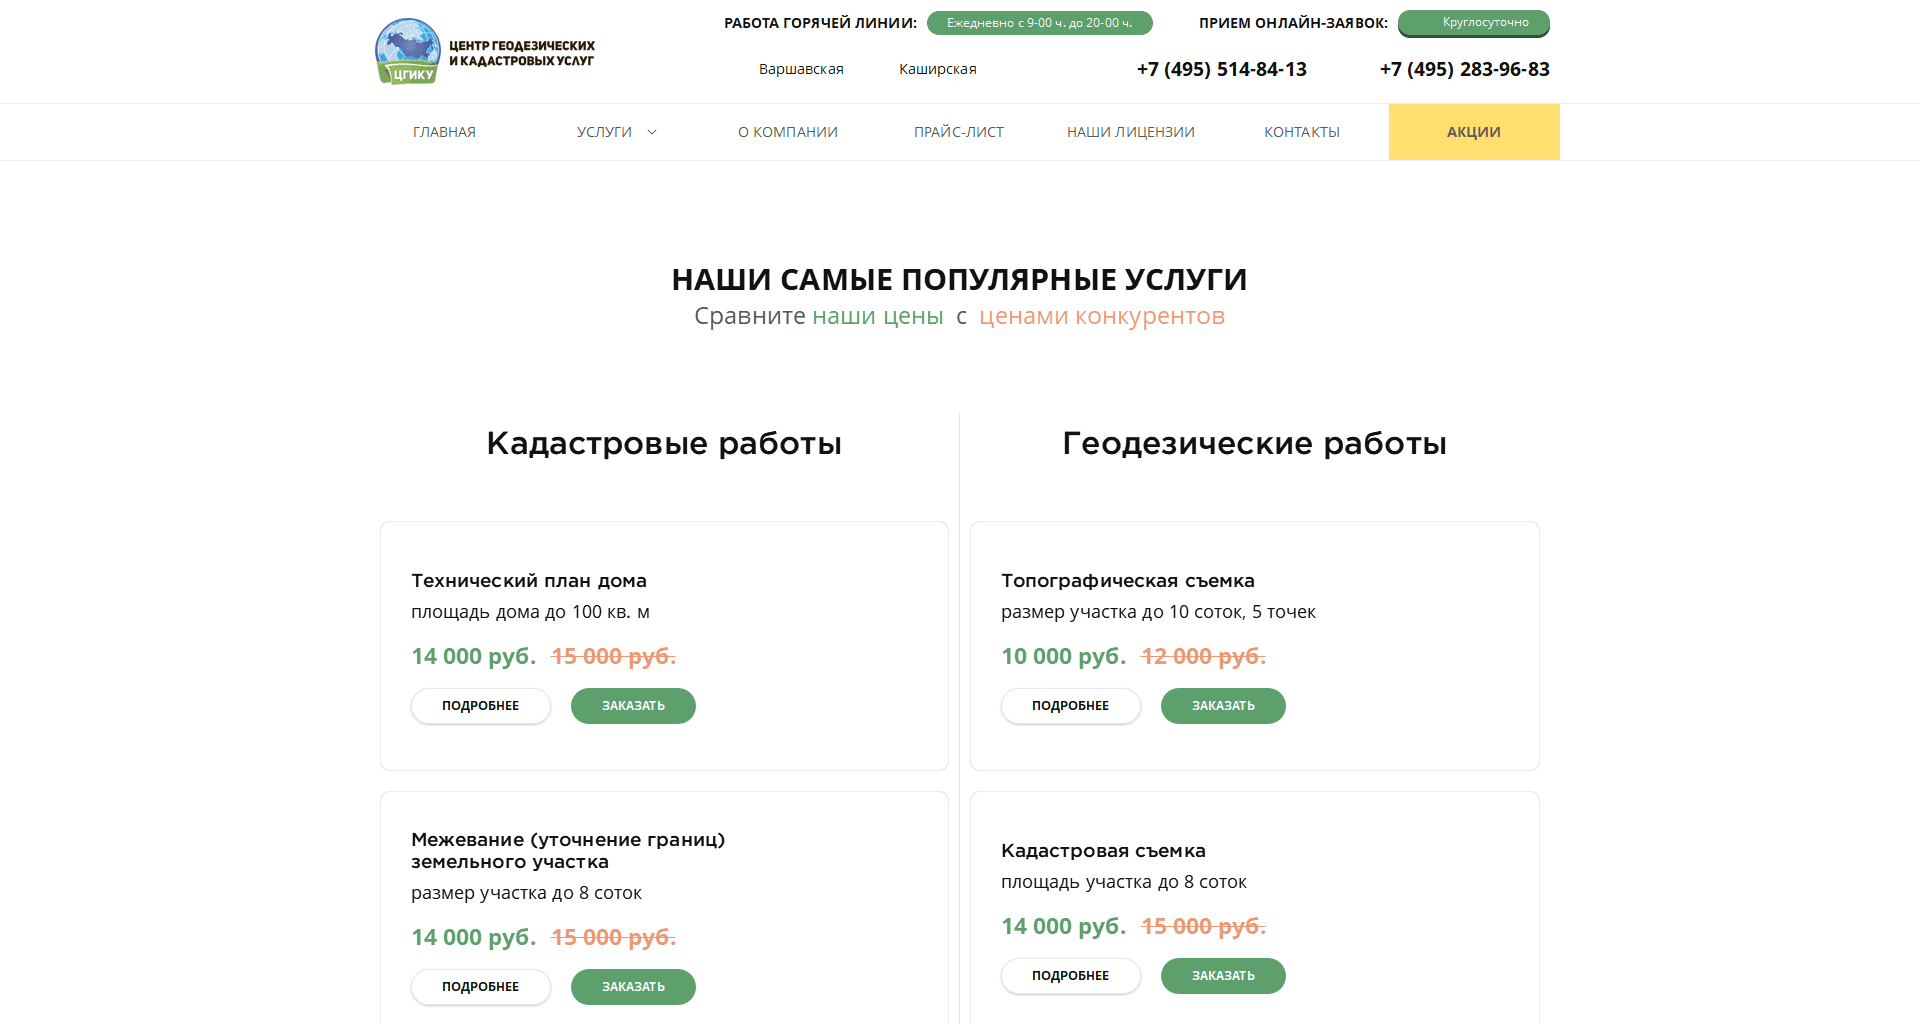 ЦГИКУ
ЦЕНТР ГЕОДЕЗИЧЕСКИХ
И КАДАСТРОВЫХ УСЛУГ
РАБОТА ГОРЯЧЕЙ ЛИНИИ: Ежедневно с 9-00 ч. до 20-00 ч.
ПРИЕМ ОНЛАЙН-ЗАЯВОК: Круглосуточно
Варшавская Каширская +7 (495) 514-84-13 +7 (495) 283-96-83
ГЛАВНАЯ УСЛУГИ О КОМПАНИИ ПРАЙС-ЛИСТ НАШИ ЛИЦЕНЗИИ КОНТАКТЫ АКЦИИ
НАШИ САМЫЕ ПОПУЛЯРНЫЕ УСЛУГИ
Сравните наши цены с ценами конкурентов
Кадастровые работы
Технический план дома
площадь дома до 100 кв. м
14 000 руб. 15 000 руб.
ПОДРОБНЕЕ ЗАКАЗАТЬ
Межевание (уточнение границ)
земельного участка
размер участка до 8 соток
14 000 руб. 15 000 руб.
ПОДРОБНЕЕ ЗАКАЗАТЬ
Геодезические работы
Топографическая съемка
размер участка до 10 соток, 5 точек
10 000 руб. 12 000 руб.
ПОДРОБНЕЕ ЗАКАЗАТЬ
Кадастровая съемка
площадь участка до 8 соток
14 000 руб. 15 000 руб.
ПОДРОБНЕЕ ЗАКАЗАТЬ